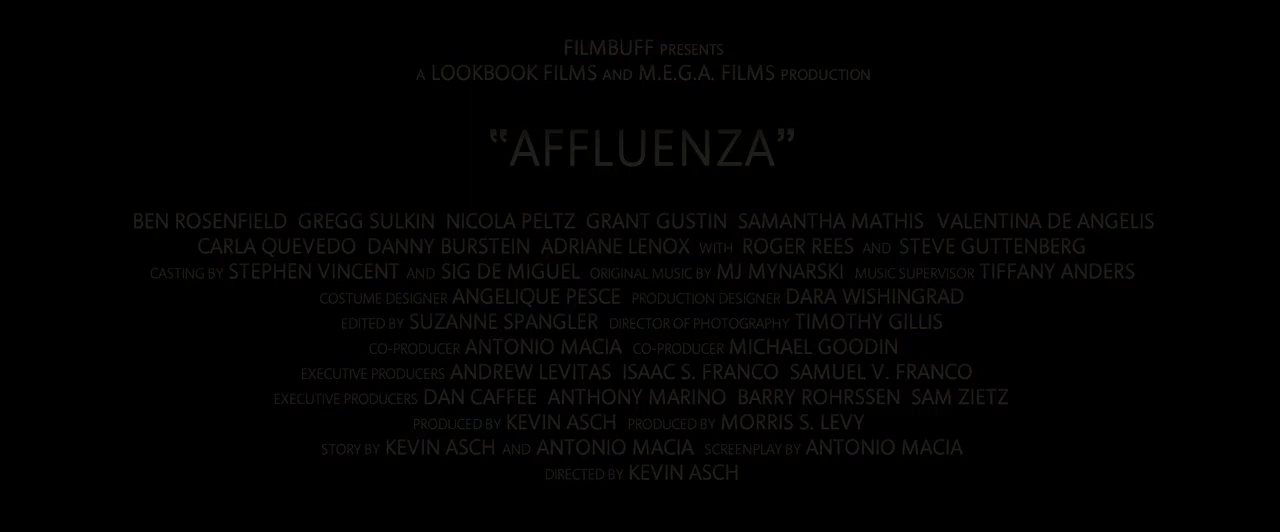 FILMBUFF PRESENTS
A LOOKBOOK FILMS AND M.E.G.A. FILMS PRODUCTION
“AFFLUENZA”
BEN ROSENFIELD GREGG SULKIN NICOLA PELTZ GRANT GUSTIN SAMANTHA MATHIS VALENTINA DE ANGELIS
CARLA QUEVEDO DANNY BURSTEIN ADRIANE LENOX WITH ROGER REES AND STEVE GUTTENBERG
CASTING BY STEPHEN VINCENT AND SIG DE MIGUEL ORIGINAL MUSIC BY MJ MYNARSKI MUSIC SUPERVISOR TIFFANY ANDERS
COSTUME DESIGNER ANGELIQUE PESCE PRODUCTION DESIGNER DARA WISHINGRAD
EDITED BY SUZANNE SPANGLER DIRECTOR OF PHOTOGRAPHY TIMOTHY GILLIS
CO-PRODUCER ANTONIO MACIA CO-PRODUCER MICHAEL GOODIN
EXECUTIVE PRODUCERS ANDREW LEVITAS ISAAC S. FRANCO SAMUEL V. FRANCO
EXECUTIVE PRODUCERS DAN CAFFEE ANTHONY MARINO BARRY ROHRSSEN SAM ZIETZ
PRODUCED BY KEVIN ASCH PRODUCED BY MORRIS S. LEVY
STORY BY KEVIN ASCH AND ANTONIO MACIA SCREENPLAY BY ANTONIO MACIA
DIRECTED BY KEVIN ASCH